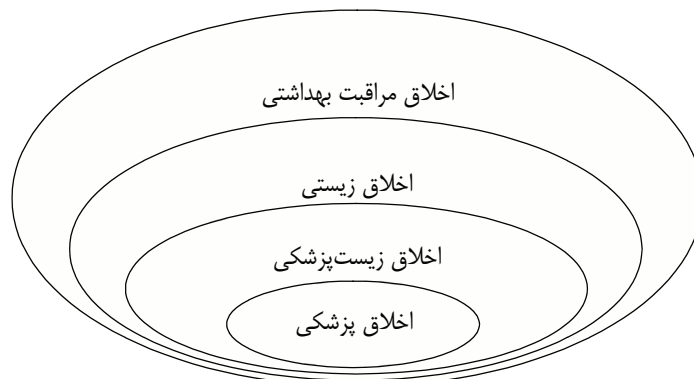 اخلاق مراقبت بهداشتی
اخلاق زیستی
اخلاق زیست‌پزشکی
اخلاق پزشکی